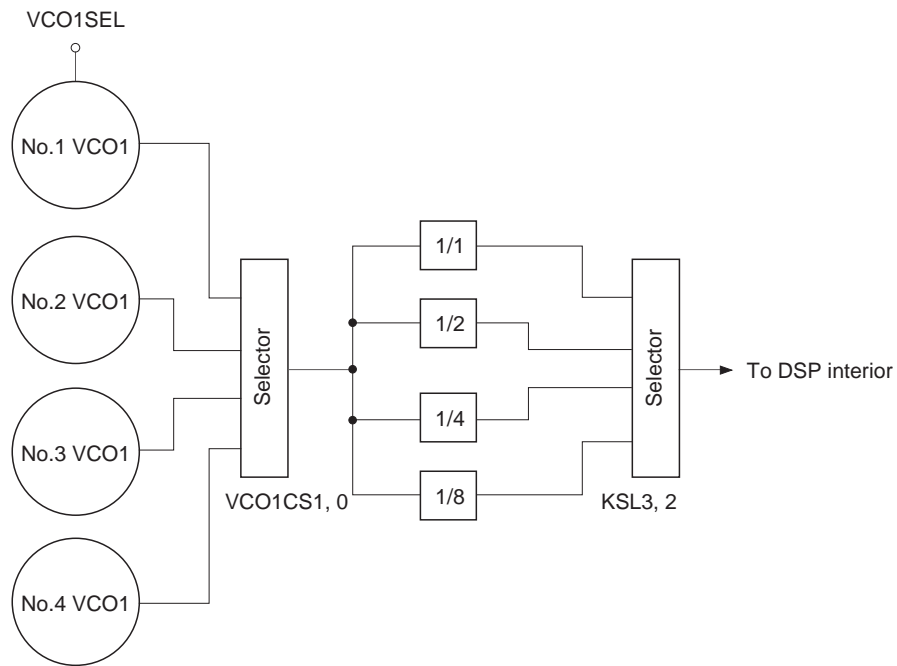 VCO1SEL
No.1 VCO1
No.2 VCO1
No.3 VCO1
No.4 VCO1
Selector
VCO1CS1, 0
1/1
1/2
1/4
1/8
Selector
KSL3, 2
To DSP interior